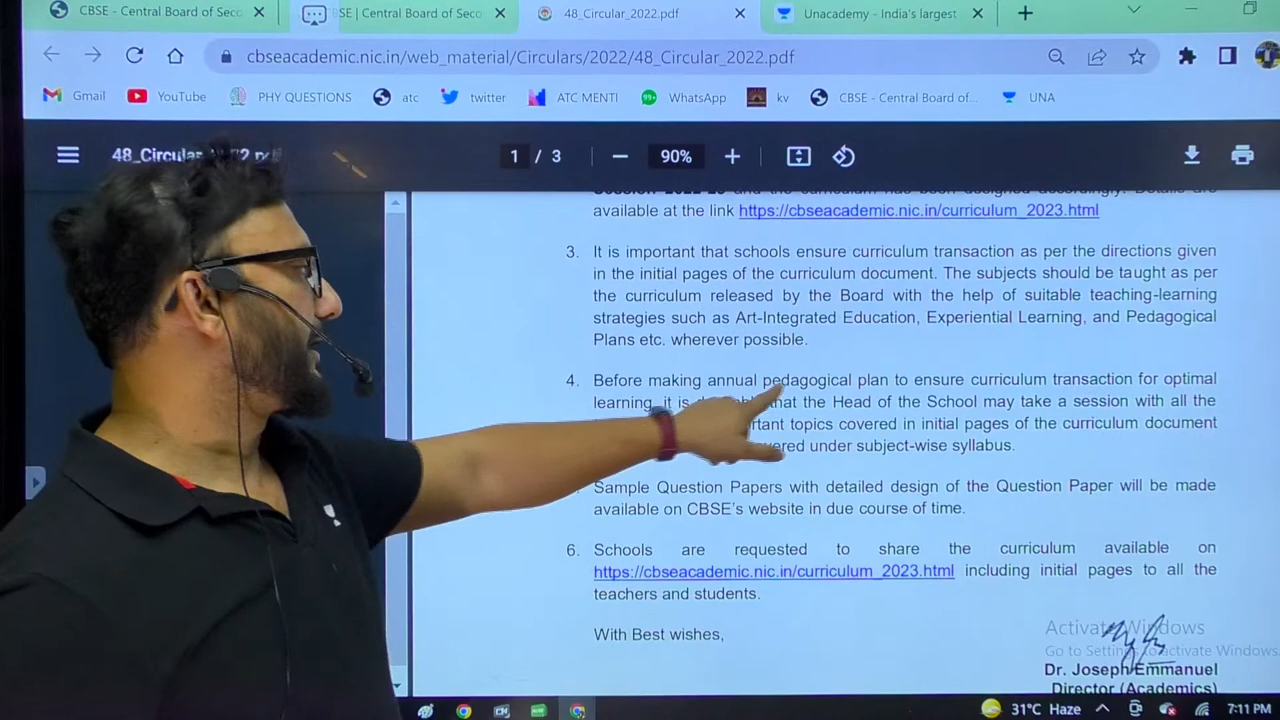 CBSE - Central Board of Seco
BSE | Central Board of Seco
48_Circular_2022.pdf
Unacademy - India's largest
cbseacademic.nic.in/web_material/Circulars/2022/48_Circular_2022.pdf
Gmail
YouTube
PHY QUESTIONS
atc
twitter
ATC MENTI
99+
WhatsApp
kv
CBSE - Central Board of...
UNA
48_Circular
1 / 3
90%
and the curriculum has been designed accordingly. Details are
available at the link https://cbseacademic.nic.in/curriculum_2023.html
3. It is important that schools ensure curriculum transaction as per the directions given
in the initial pages of the curriculum document. The subjects should be taught as per
the curriculum released by the Board with the help of suitable teaching-learning
strategies such as Art-Integrated Education, Experiential Learning, and Pedagogical
Plans etc. wherever possible.
4. Before making annual pedagogical plan to ensure curriculum transaction for optimal
learning, it is that the Head of the School may take a session with all the
topics covered in initial pages of the curriculum document
under subject-wise syllabus.
Sample Question Papers with detailed design of the Question Paper will be made
available on CBSE's website in due course of time.
6. Schools are requested to share the curriculum available on
https://cbseacademic.nic.in/curriculum_2023.html including initial pages to all the
teachers and students.
With Best wishes,
Activate Windows
Go to Settings to activate Windows.
Dr. Joseph Emmanuel
Director (Academics)
31°C Haze
7:11 PM